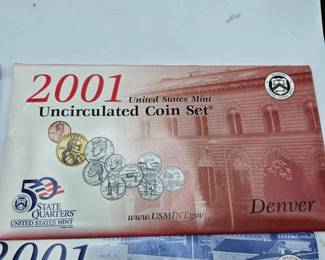 2001
United States Mint
Uncirculated Coin Set®
50
STATE
QUARTERS
UNITED STATES MINT
www.USMINT.gov
Denver
2001